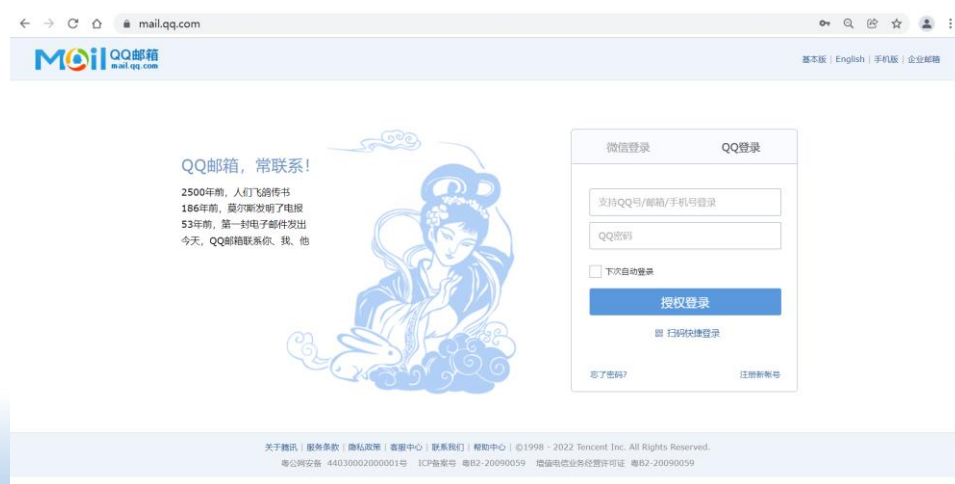 mail.qq.com
Mail QQ邮箱
mail.qq.com
基本版 | English | 手机版 | 企业邮箱
QQ邮箱，常联系！
2500年前，人们飞鸽传书
186年前，莫尔斯发明了电报
53年前，第一封电子邮件发出
今天，QQ邮箱联系你、我、他
微信登录 QQ登录
支持QQ号/邮箱/手机号登录
QQ密码
下次自动登录
授权登录
扫码快捷登录
忘了密码? 注册新帐号
关于腾讯 | 服务条款 | 隐私政策 | 客服中心 | 联系我们 | 帮助中心 | ©1998 - 2022 Tencent Inc. All Rights Reserved.
粤公网安备 44030002000001号 ICP备案号 粤B2-20090059 增值电信业务经营许可证 粤B2-20090059